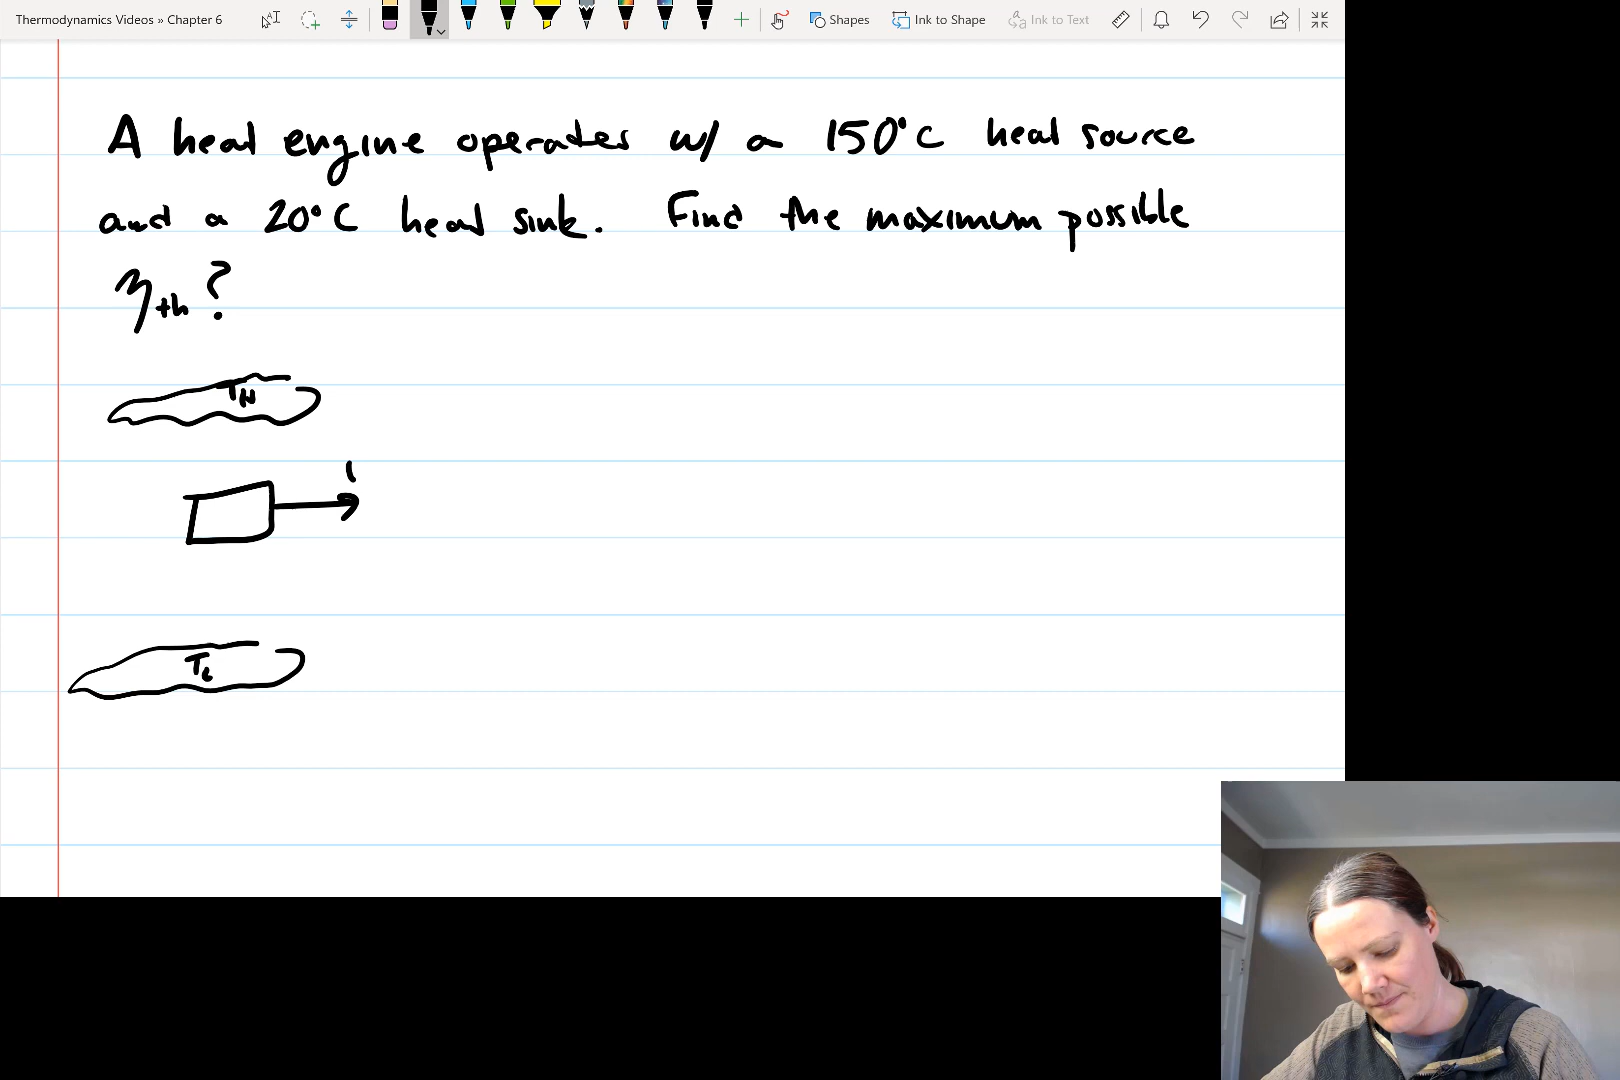 Thermodynamics Videos » Chapter 6
Shapes
Ink to Shape
Ink to Text
A heat engine operates w/ a 150°C heat source
and a 20°C heat sink. Find the maximum possible
ηth?
TH
TL